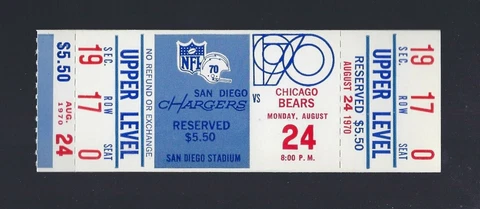 $5.50
AUG. 1970
24
19 SEC.
17 ROW
0 SEAT
UPPER LEVEL
NO REFUND OR EXCHANGE
NFL
70
SAN DIEGO
CHARGERS
RESERVED
$5.50
SAN DIEGO STADIUM
VS
CHICAGO
BEARS
MONDAY, AUGUST
24
8:00 P.M.
AUGUST 24 1970
RESERVED $5.50
UPPER LEVEL
19 SEC.
17 ROW
0 SEAT